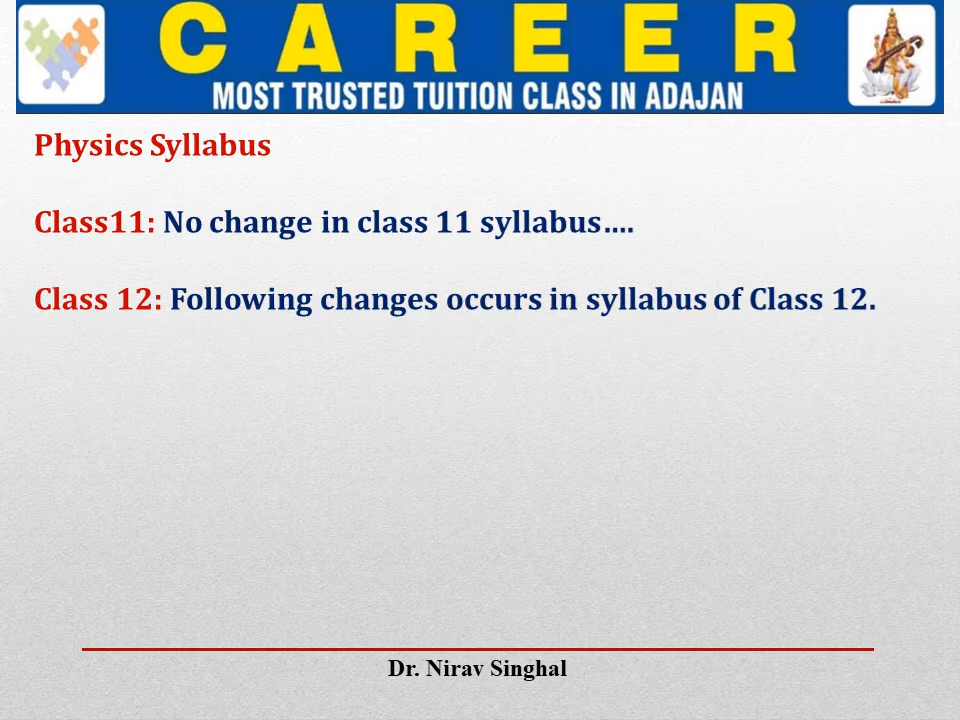 CAREER
MOST TRUSTED TUITION CLASS IN ADAJAN
Physics Syllabus
Class11: No change in class 11 syllabus….
Class 12: Following changes occurs in syllabus of Class 12.
Dr. Nirav Singhal